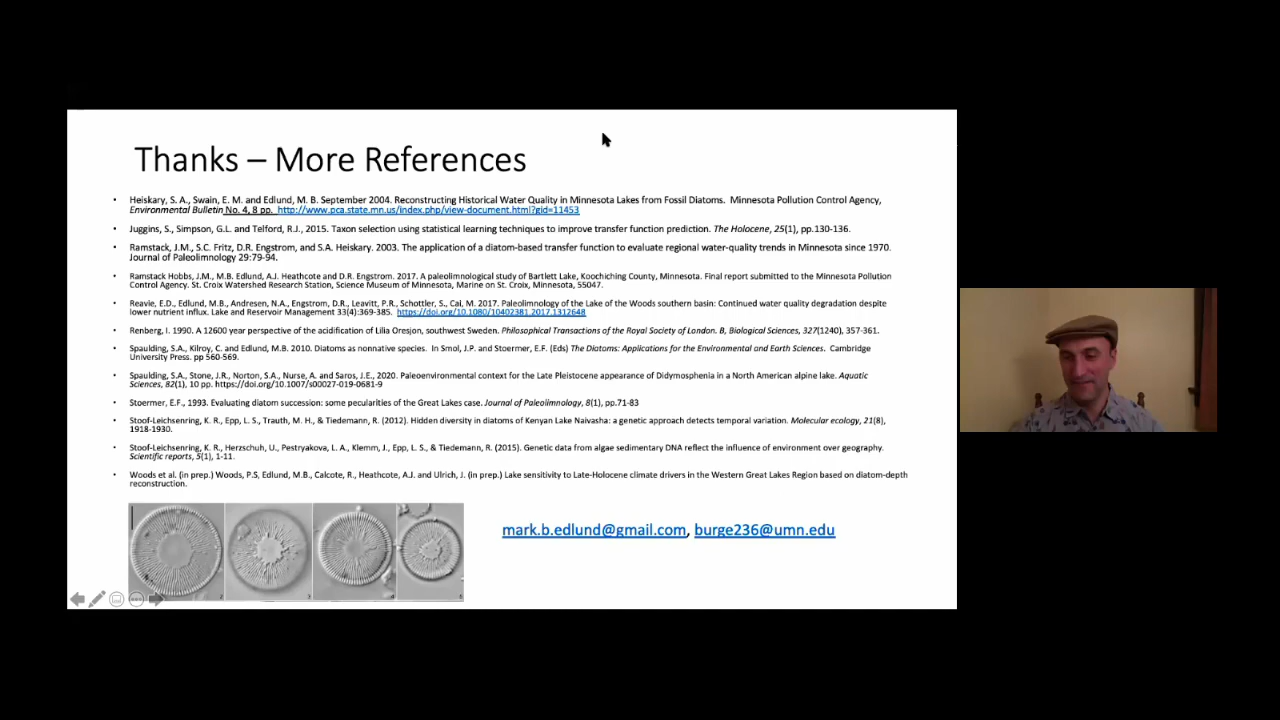 Thanks – More References
• Heiskary, S. A., Swain, E. M. and Edlund, M. B. September 2004. Reconstructing Historical Water Quality in Minnesota Lakes from Fossil Diatoms. Minnesota Pollution Control Agency,
Environmental Bulletin No. 4, 8 pp. http://www.pca.state.mn.us/index.php/view-document.html?gid=11453
• Juggins, S., Simpson, G.L. and Telford, R.J., 2015. Taxon selection using statistical learning techniques to improve transfer function prediction. The Holocene, 25(1), pp.130-136.
• Ramstack, J.M., S.C. Fritz, D.R. Engstrom, and S.A. Heiskary. 2003. The application of a diatom-based transfer function to evaluate regional water-quality trends in Minnesota since 1970.
Journal of Paleolimnology 29:79-94.
• Ramstack Hobbs, J.M., M.B. Edlund, A.J. Heathcote and D.R. Engstrom. 2017. A paleolimnological study of Bartlett Lake, Koochiching County, Minnesota. Final report submitted to the Minnesota Pollution
Control Agency. St. Croix Watershed Research Station, Science Museum of Minnesota, Marine on St. Croix, Minnesota, 55047.
• Reavie, E.D., Edlund, M.B., Andresen, N.A., Engstrom, D.R., Leavitt, P.R., Schottler, S., Cai, M. 2017. Paleolimnology of the Lake of the Woods southern basin: Continued water quality degradation despite
lower nutrient influx. Lake and Reservoir Management 33(4):369-385. https://doi.org/10.1080/10402381.2017.1312648
• Renberg, I. 1990. A 12600 year perspective of the acidification of Lilla Oresjon, southwest Sweden. Philosophical Transactions of the Royal Society of London. B, Biological Sciences, 327(1240), 357-361.
• Spaulding, S.A., Kilroy, C. and Edlund, M.B. 2010. Diatoms as nonnative species. In Smol, J.P. and Stoermer, E.F. (Eds) The Diatoms: Applications for the Environmental and Earth Sciences. Cambridge
University Press. pp 560-569.
• Spaulding, S.A., Stone, J.R., Norton, S.A., Nurse, A. and Saros, J.E., 2020. Paleoenvironmental context for the Late Pleistocene appearance of Didymosphenia in a North American alpine lake. Aquatic
Sciences, 82(1), 10 pp. https://doi.org/10.1007/s00027-019-0681-9
• Stoermer, E.F., 1993. Evaluating diatom succession: some pecularities of the Great Lakes case. Journal of Paleolimnology, 8(1), pp.71-83
• Stoof-Leichsenring, K. R., Epp, L. S., Trauth, M. H., & Tiedemann, R. (2012). Hidden diversity in diatoms of Kenyan Lake Naivasha: a genetic approach detects temporal variation. Molecular ecology, 21(8),
1918-1930.
• Stoof-Leichsenring, K. R., Herzschuh, U., Pestryakova, L. A., Klemm, J., Epp, L. S., & Tiedemann, R. (2015). Genetic data from algae sedimentary DNA reflect the influence of environment over geography.
Scientific reports, 5(1), 1-11.
• Woods et al. (in prep.) Woods, P.S, Edlund, M.B., Calcote, R., Heathcote, A.J. and Ulrich, J. (in prep.) Lake sensitivity to Late-Holocene climate drivers in the Western Great Lakes Region based on diatom-depth
reconstruction.
mark.b.edlund@gmail.com, burge236@umn.edu